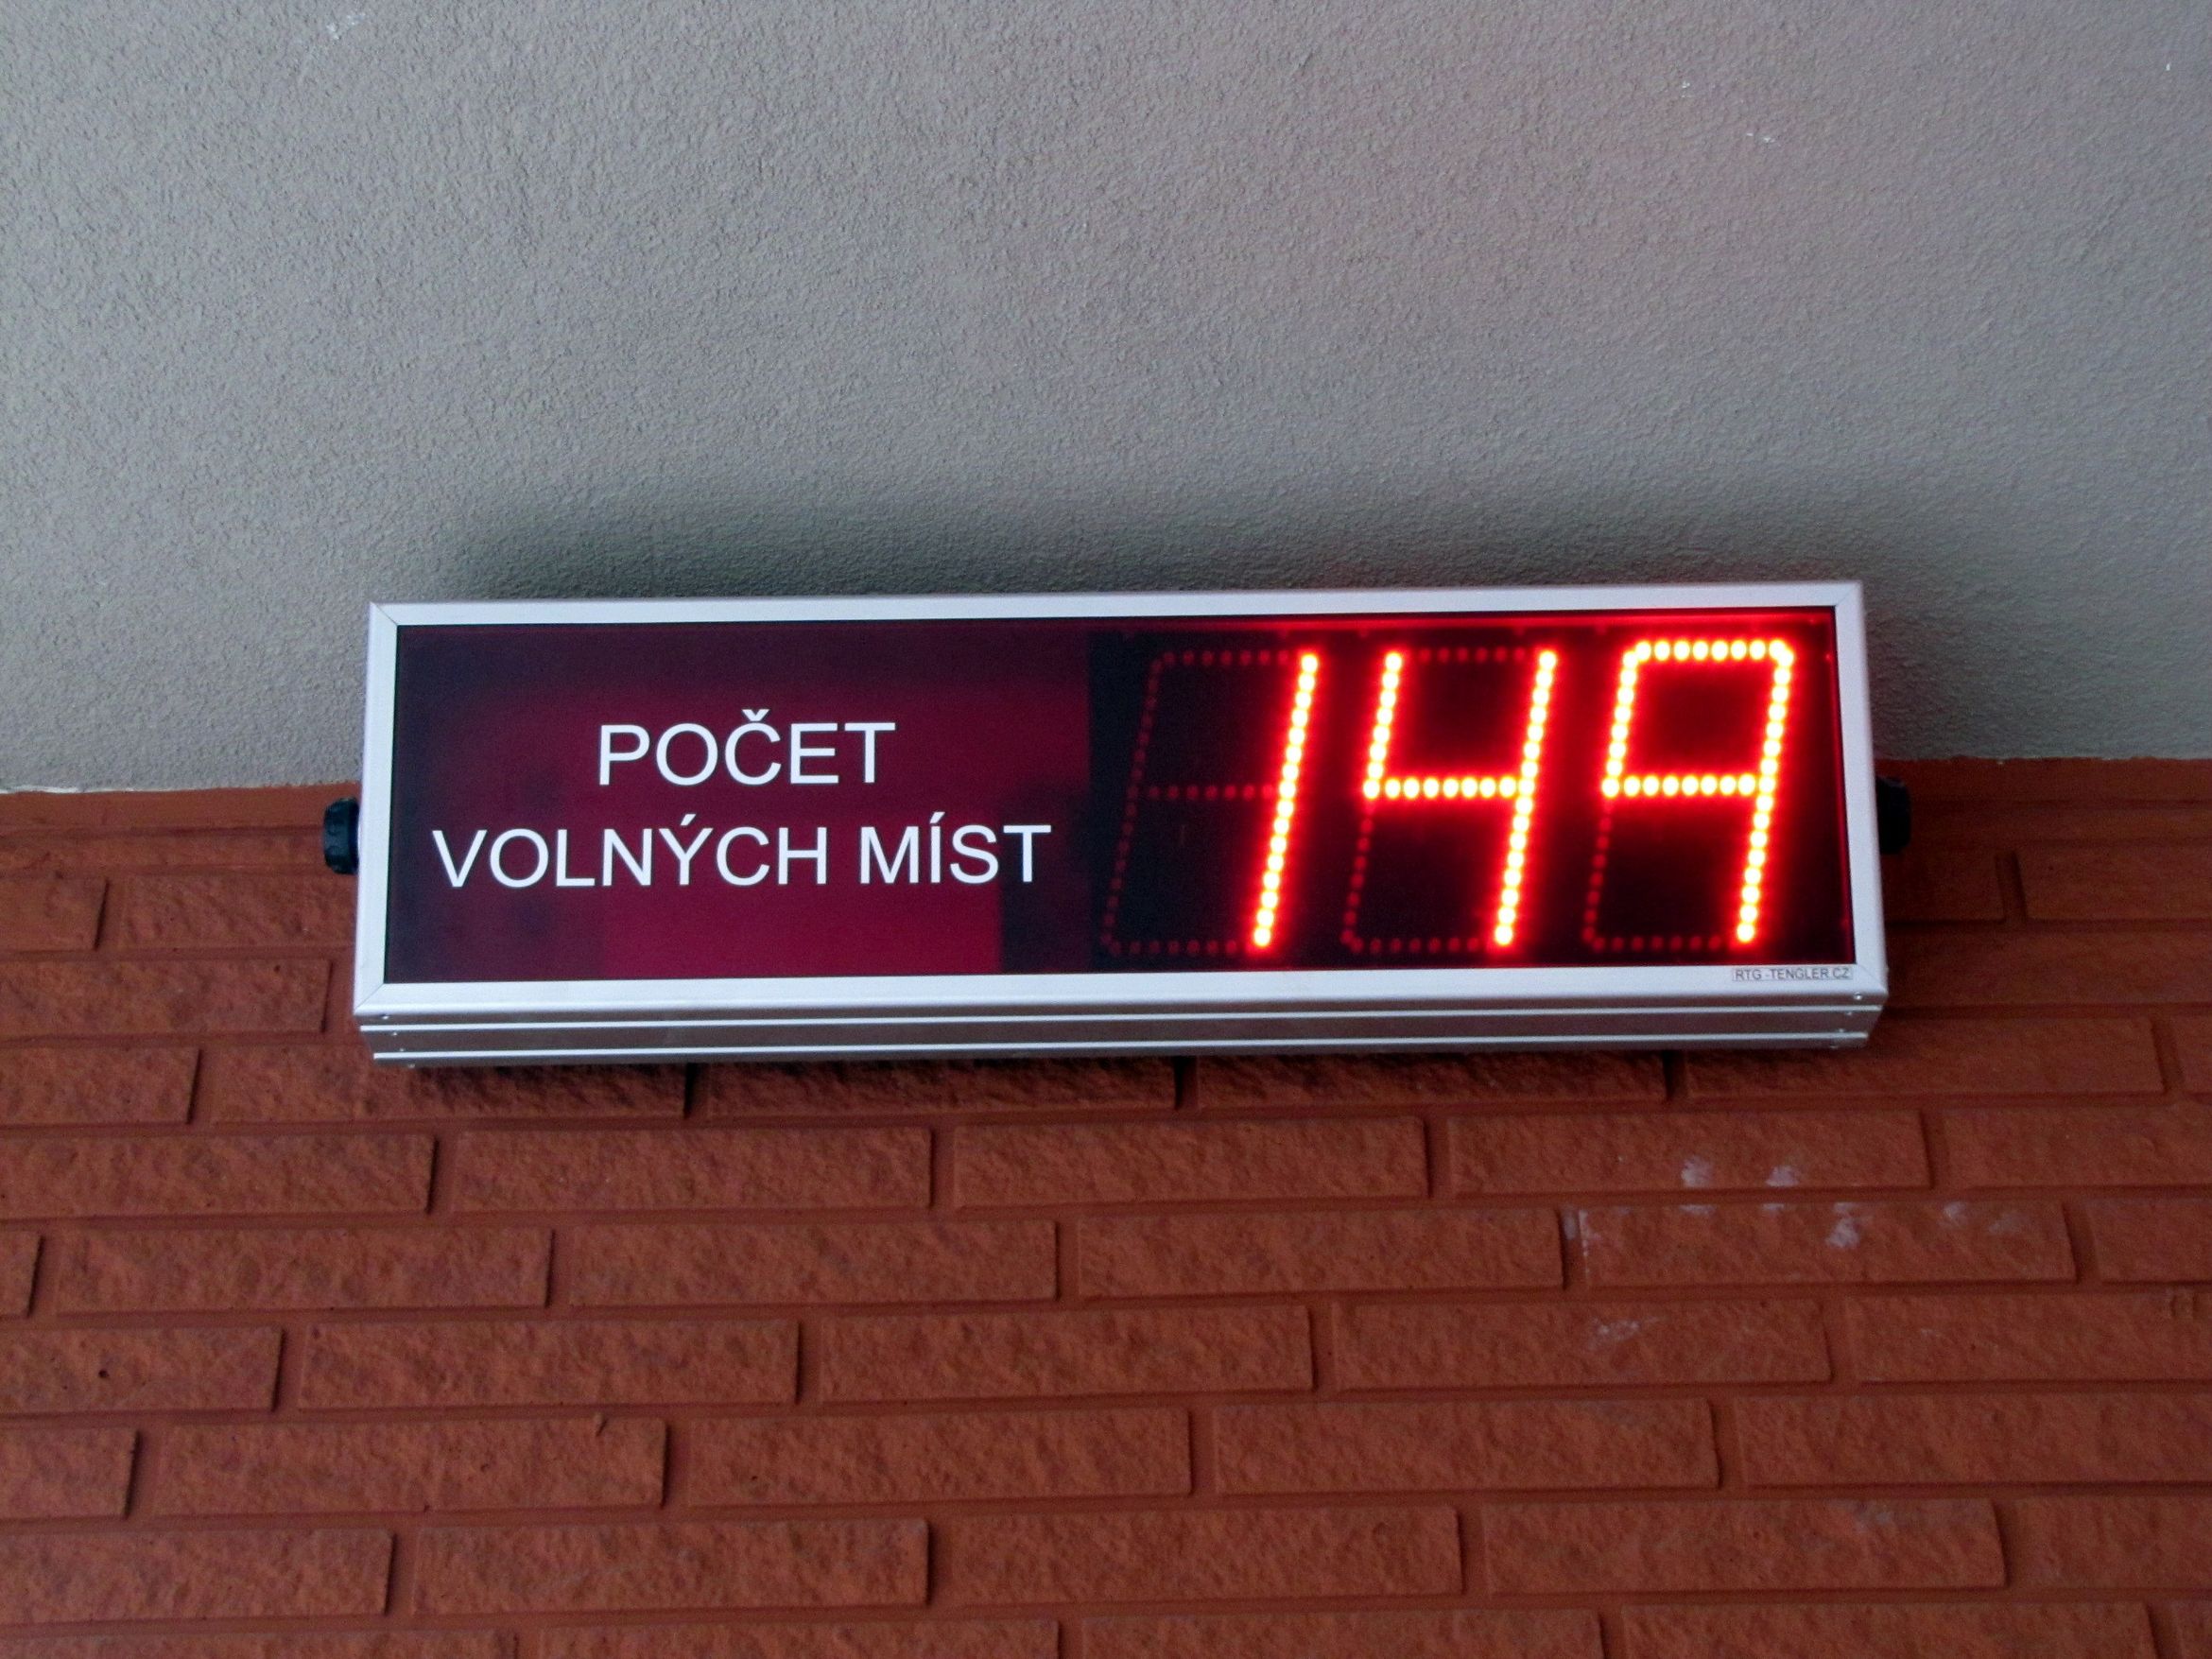 POČET
VOLNÝCH MÍST
149
RTG -TENGLER.CZ